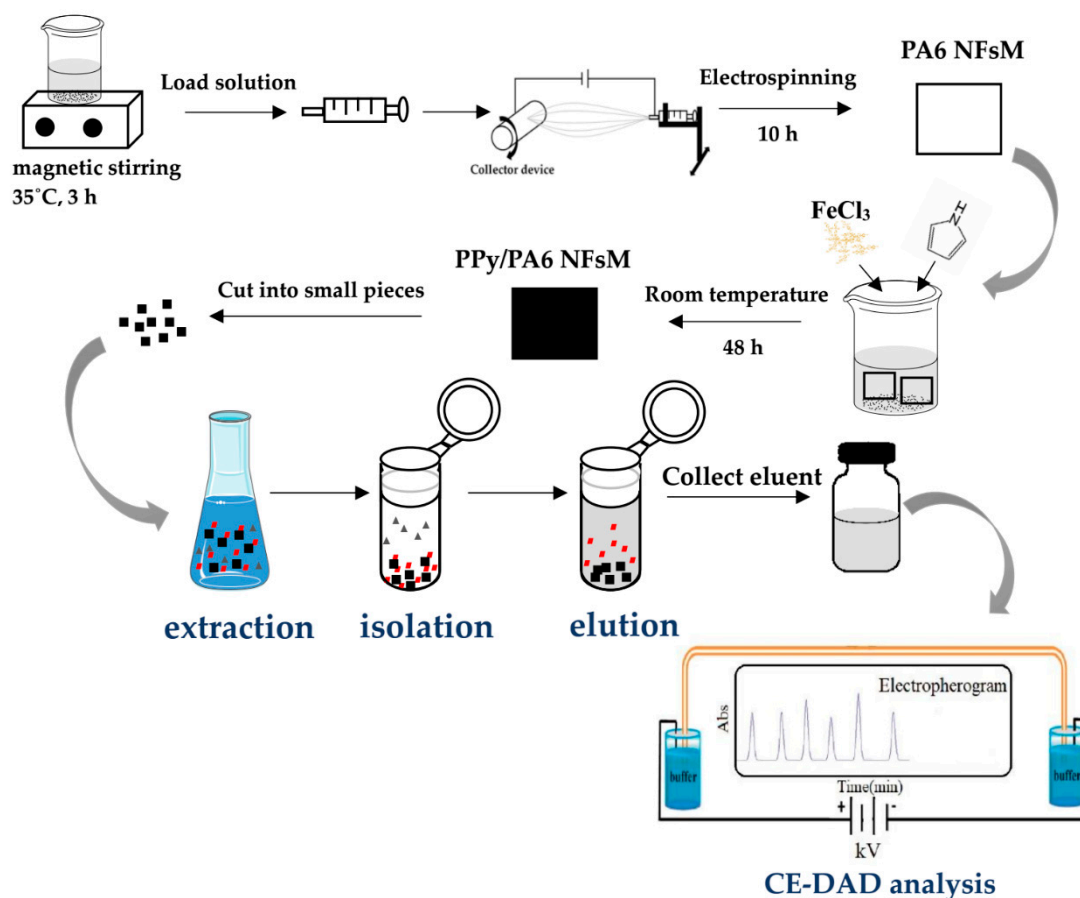 Load solution
magnetic stirring
35°C, 3 h
Collector device
Electrospinning
10 h
PA6 NFsM
FeCl₃
H
N
Room temperature
48 h
PPy/PA6 NFsM
Cut into small pieces
extraction
isolation
elution
Collect eluent
Electropherogram
Abs
Time(min)
buffer
buffer
+
-
kV
CE-DAD analysis